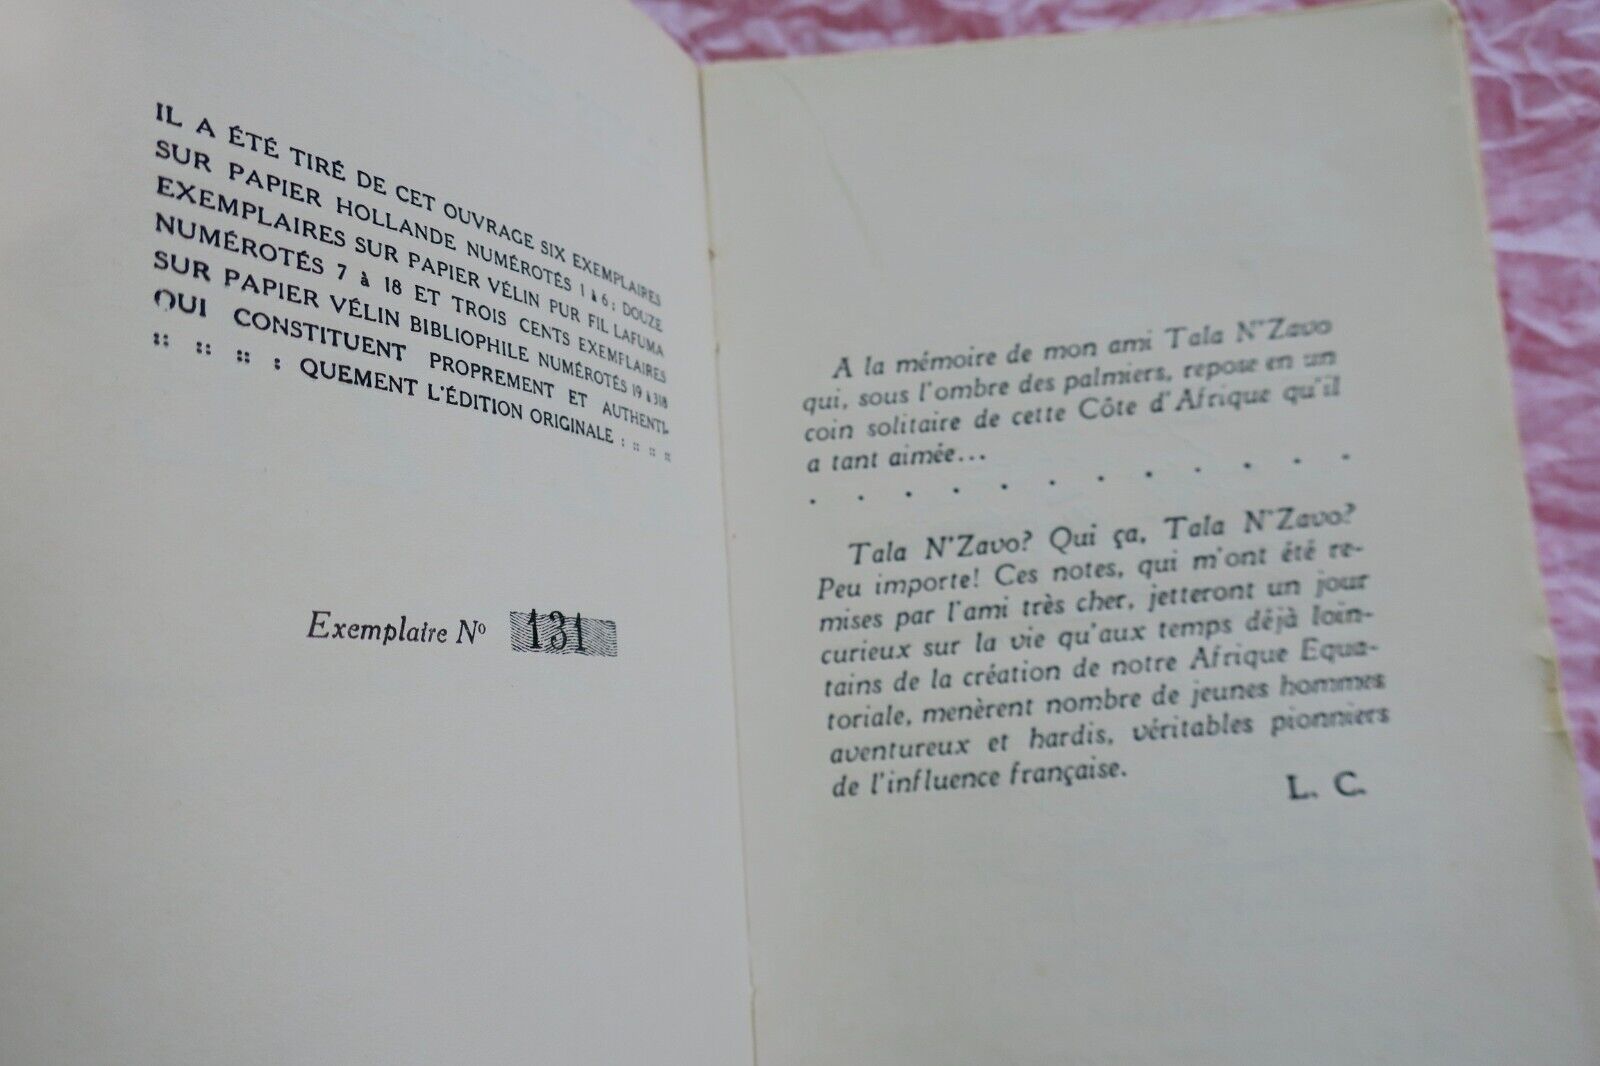 IL A ÉTÉ TIRÉ DE CET OUVRAGE SIX EXEMPLAIRES
SUR PAPIER HOLLANDE NUMÉROTÉS 1 à 6; DOUZE
EXEMPLAIRES SUR PAPIER VÉLIN PUR FIL LAFUMA
NUMÉROTÉS 7 à 18 ET TROIS CENTS EXEMPLAIRES
SUR PAPIER VÉLIN BIBLIOPHILE NUMÉROTÉS 19 à 318
QUI CONSTITUENT PROPREMENT ET AUTHENTI-
:: :: :: : QUEMENT L'ÉDITION ORIGINALE : :: :: ::
Exemplaire Nº 131
A la mémoire de mon ami Tala N'Zavo
qui, sous l'ombre des palmiers, repose en un
coin solitaire de cette Côte d'Afrique qu'il
a tant aimée...
. . . . . . . . . . . .
Tala N'Zavo? Qui ça, Tala N'Zavo?
Peu importe! Ces notes, qui m'ont été re-
mises par l'ami très cher, jetteront un jour
curieux sur la vie qu'aux temps déjà loin-
tains de la création de notre Afrique Equa-
toriale, menèrent nombre de jeunes hommes
aventureux et hardis, véritables pionniers
de l'influence française.
L. C.